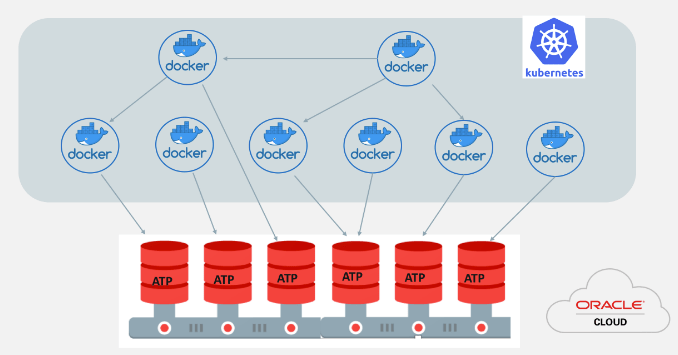 docker
docker
kubernetes
docker
docker
docker
docker
docker
docker
ATP
ATP
ATP
ATP
ATP
ATP
ORACLE
CLOUD